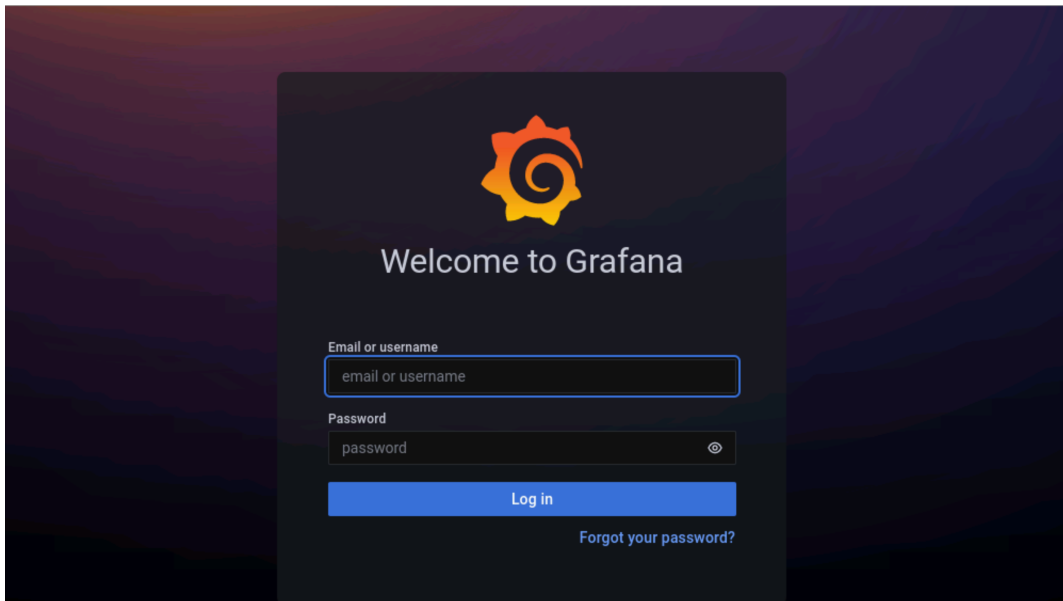 Welcome to Grafana
Email or username
email or username
Password
password
Log in
Forgot your password?